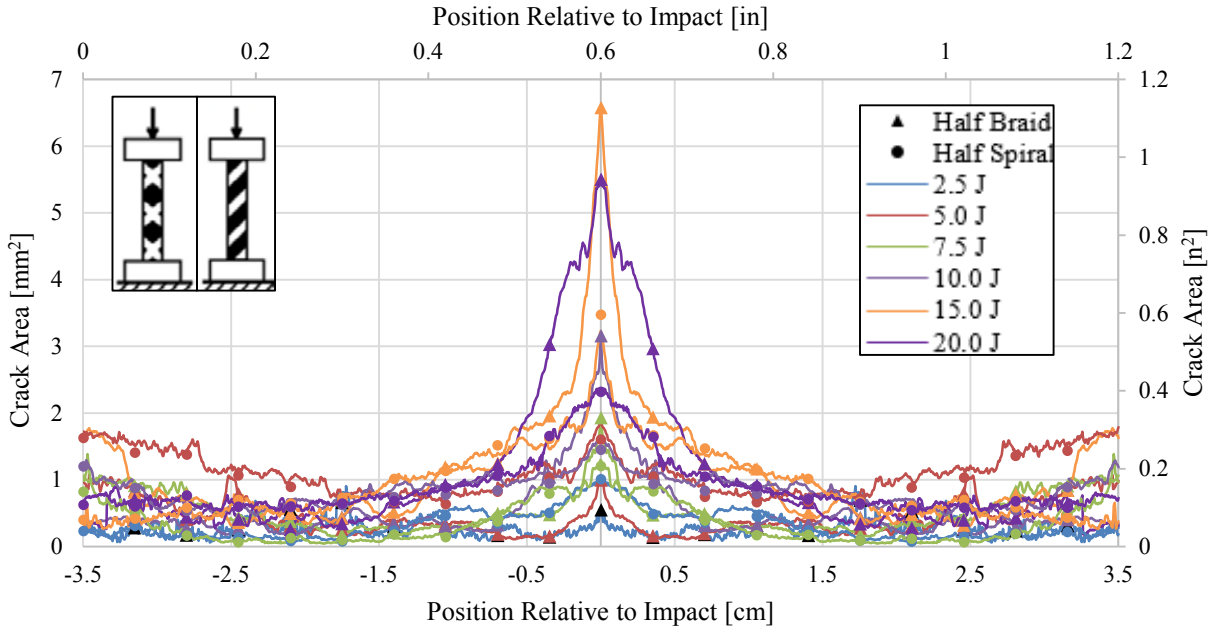 Position Relative to Impact [in]
0 0.2 0.4 0.6 0.8 1 1.2
7 1.2
6 1
5 0.8
4 0.6
3 0.4
2 0.2
1 0
0
Crack Area [mm²]
Crack Area [n²]
Half Braid
Half Spiral
2.5 J
5.0 J
7.5 J
10.0 J
15.0 J
20.0 J
-3.5 -2.5 -1.5 -0.5 0.5 1.5 2.5 3.5
Position Relative to Impact [cm]